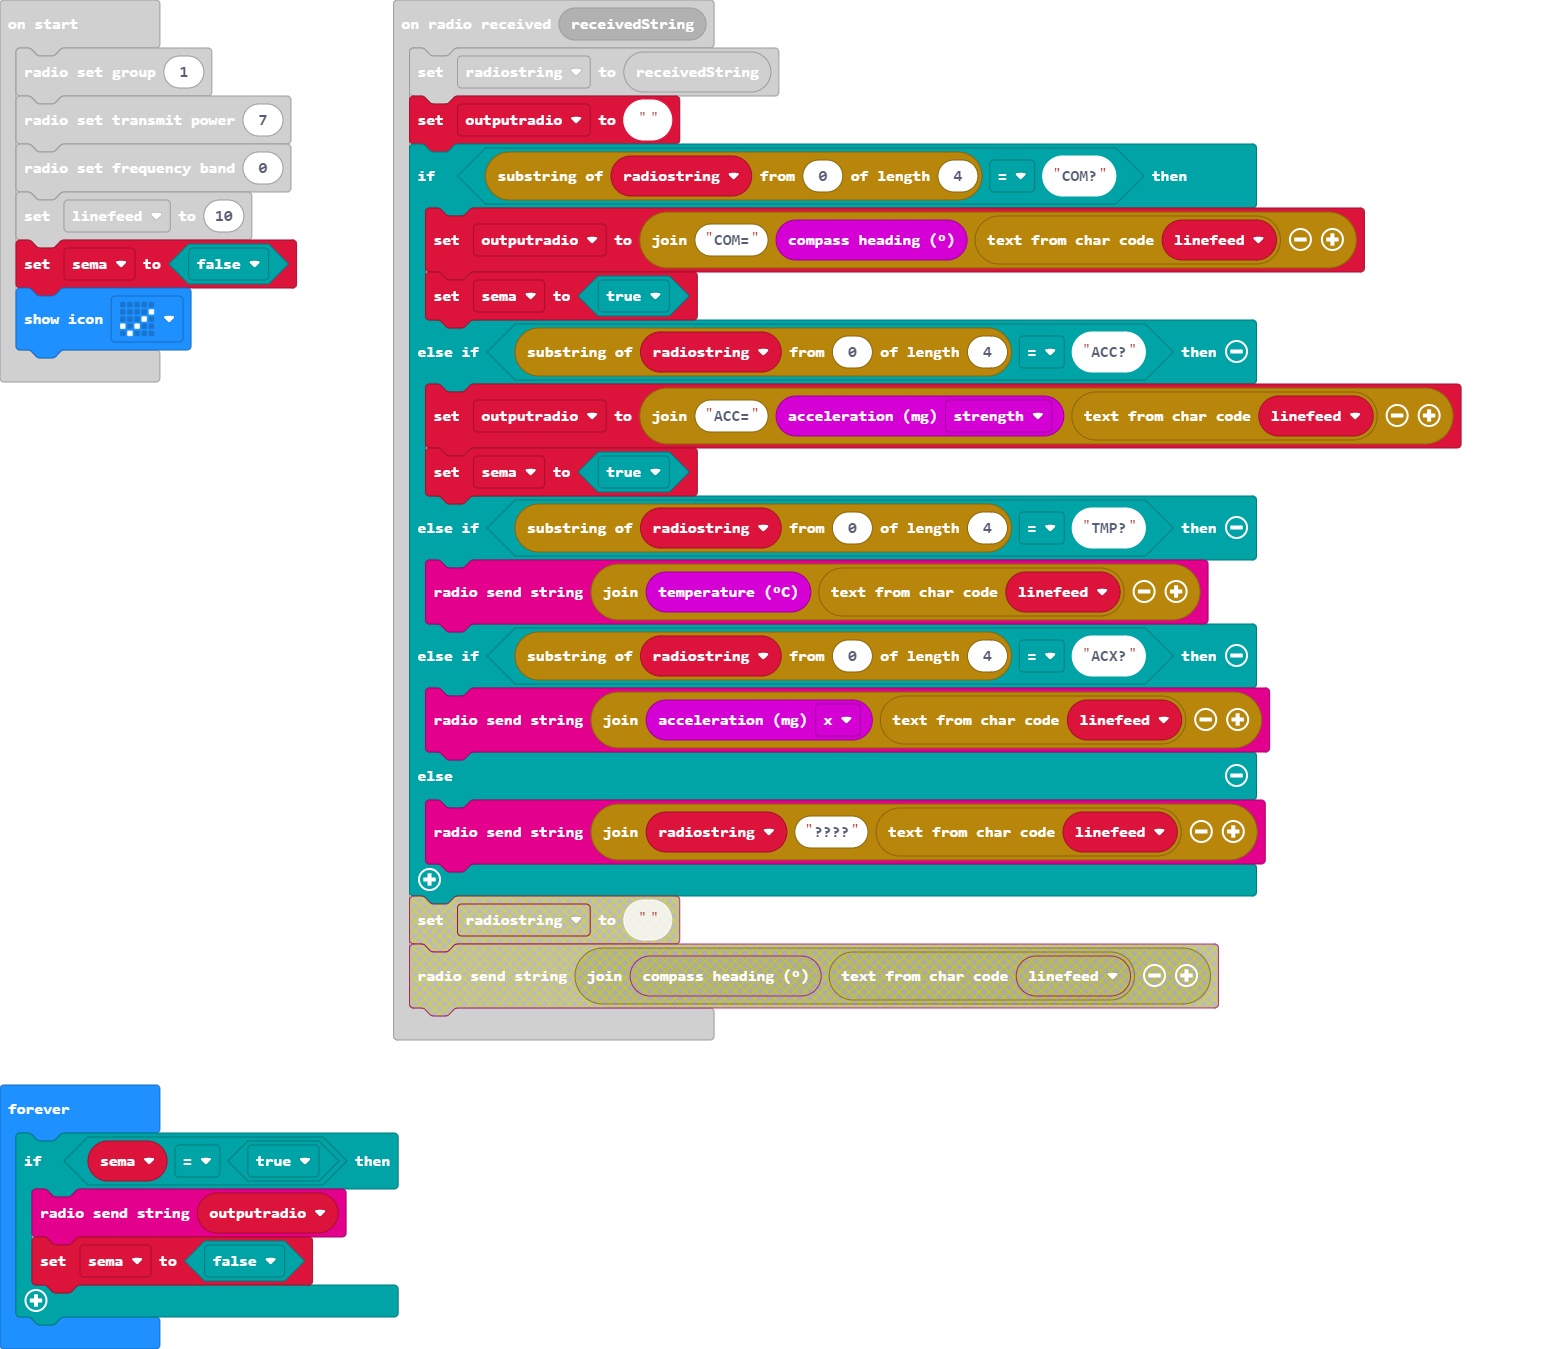 on start
radio set group 1
radio set transmit power 7
radio set frequency band 0
set linefeed to 10
set sema to false
show icon
on radio received receivedString
set radiostring to receivedString
set outputradio to " "
if substring of radiostring from 0 of length 4 = "COM?" then
set outputradio to join "COM=" compass heading (º) text from char code linefeed
set sema to true
else if substring of radiostring from 0 of length 4 = "ACC?" then
set outputradio to join "ACC=" acceleration (mg) strength text from char code linefeed
set sema to true
else if substring of radiostring from 0 of length 4 = "TMP?" then
radio send string join temperature (ºC) text from char code linefeed
else if substring of radiostring from 0 of length 4 = "ACX?" then
radio send string join acceleration (mg) x text from char code linefeed
else
radio send string join radiostring "????" text from char code linefeed
set radiostring to " "
radio send string join compass heading (º) text from char code linefeed
forever
if sema = true then
radio send string outputradio
set sema to false